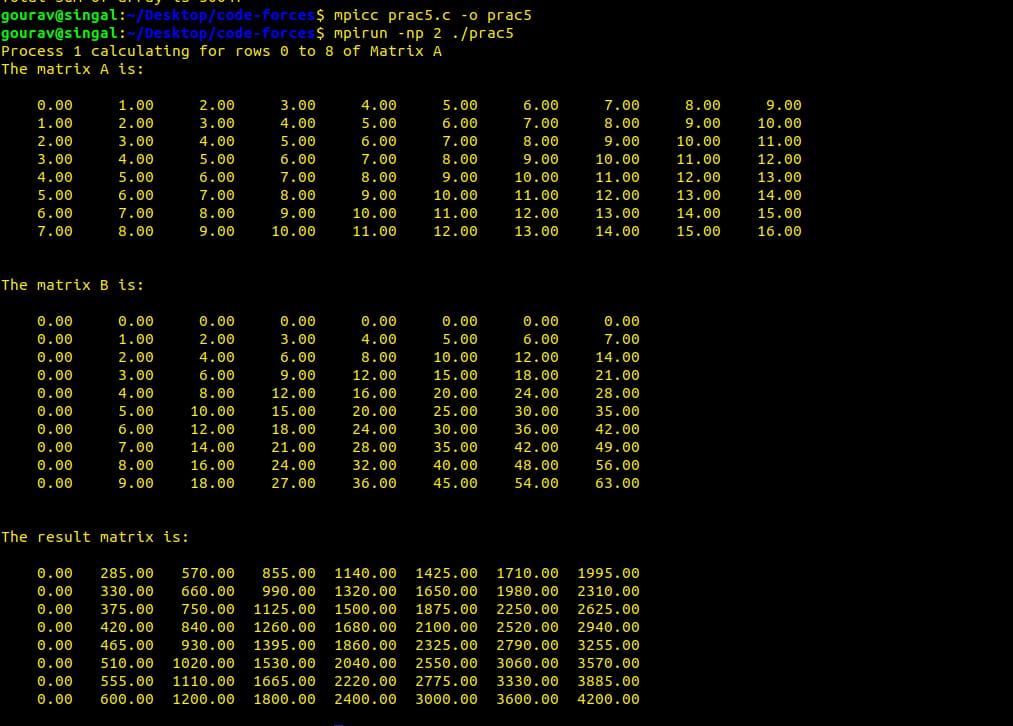 Total sum of array is 5004.
gourav@singal:~/Desktop/code-forces$ mpicc prac5.c -o prac5
gourav@singal:~/Desktop/code-forces$ mpirun -np 2 ./prac5
Process 1 calculating for rows 0 to 8 of Matrix A
The matrix A is:
0.00 1.00 2.00 3.00 4.00 5.00 6.00 7.00 8.00 9.00
1.00 2.00 3.00 4.00 5.00 6.00 7.00 8.00 9.00 10.00
2.00 3.00 4.00 5.00 6.00 7.00 8.00 9.00 10.00 11.00
3.00 4.00 5.00 6.00 7.00 8.00 9.00 10.00 11.00 12.00
4.00 5.00 6.00 7.00 8.00 9.00 10.00 11.00 12.00 13.00
5.00 6.00 7.00 8.00 9.00 10.00 11.00 12.00 13.00 14.00
6.00 7.00 8.00 9.00 10.00 11.00 12.00 13.00 14.00 15.00
7.00 8.00 9.00 10.00 11.00 12.00 13.00 14.00 15.00 16.00
The matrix B is:
0.00 0.00 0.00 0.00 0.00 0.00 0.00 0.00
0.00 1.00 2.00 3.00 4.00 5.00 6.00 7.00
0.00 2.00 4.00 6.00 8.00 10.00 12.00 14.00
0.00 3.00 6.00 9.00 12.00 15.00 18.00 21.00
0.00 4.00 8.00 12.00 16.00 20.00 24.00 28.00
0.00 5.00 10.00 15.00 20.00 25.00 30.00 35.00
0.00 6.00 12.00 18.00 24.00 30.00 36.00 42.00
0.00 7.00 14.00 21.00 28.00 35.00 42.00 49.00
0.00 8.00 16.00 24.00 32.00 40.00 48.00 56.00
0.00 9.00 18.00 27.00 36.00 45.00 54.00 63.00
The result matrix is:
0.00 285.00 570.00 855.00 1140.00 1425.00 1710.00 1995.00
0.00 330.00 660.00 990.00 1320.00 1650.00 1980.00 2310.00
0.00 375.00 750.00 1125.00 1500.00 1875.00 2250.00 2625.00
0.00 420.00 840.00 1260.00 1680.00 2100.00 2520.00 2940.00
0.00 465.00 930.00 1395.00 1860.00 2325.00 2790.00 3255.00
0.00 510.00 1020.00 1530.00 2040.00 2550.00 3060.00 3570.00
0.00 555.00 1110.00 1665.00 2220.00 2775.00 3330.00 3885.00
0.00 600.00 1200.00 1800.00 2400.00 3000.00 3600.00 4200.00